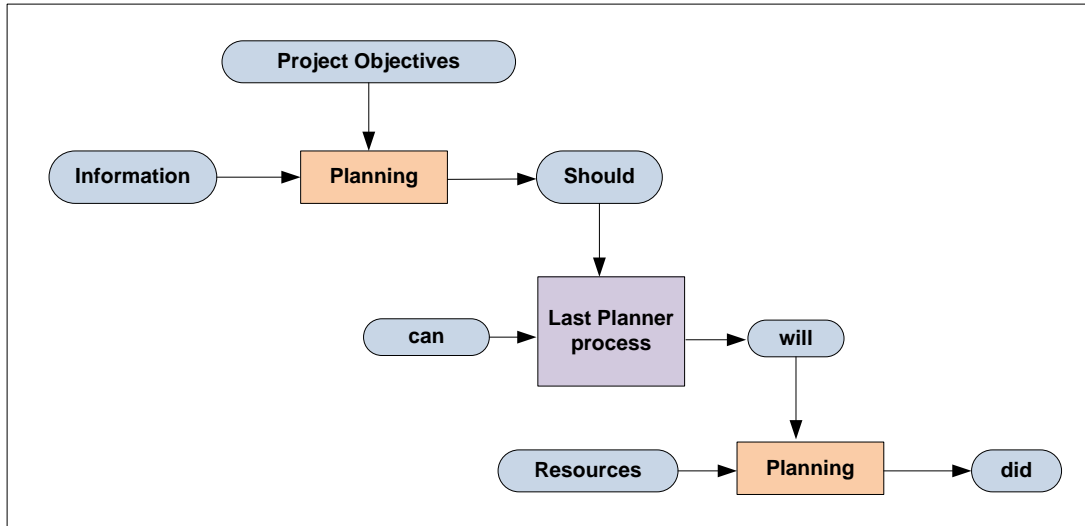 Project Objectives
Information
Planning
Should
can
Last Planner
process
will
Resources
Planning
did